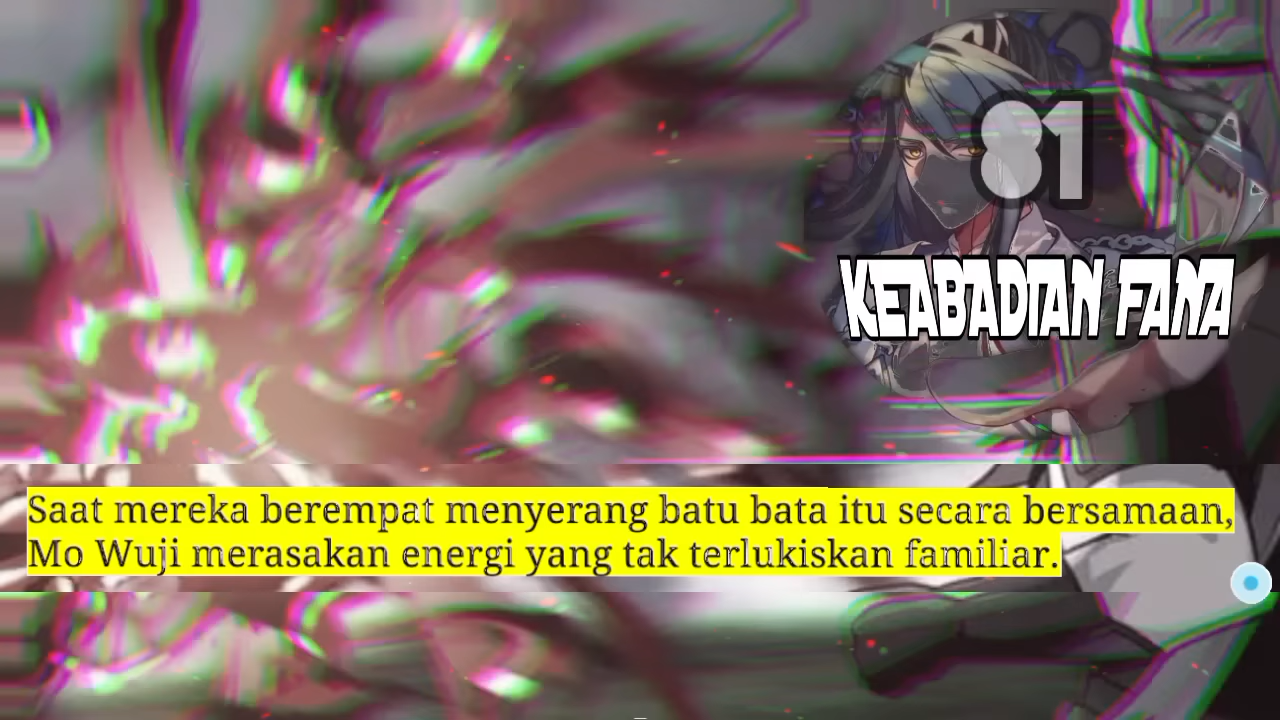 81
KEABADIAN FANA
Saat mereka berempat menyerang batu bata itu secara bersamaan,
Mo Wuji merasakan energi yang tak terlukiskan familiar.